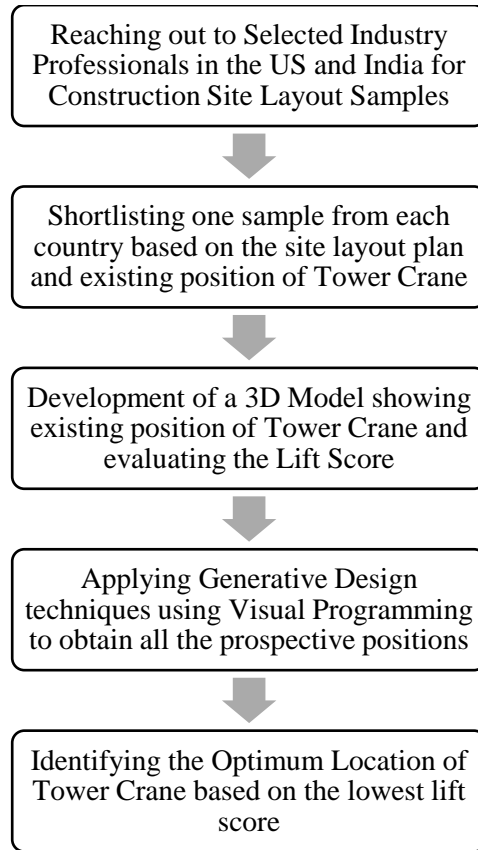 Reaching out to Selected Industry
Professionals in the US and India for
Construction Site Layout Samples
Shortlisting one sample from each
country based on the site layout plan
and existing position of Tower Crane
Development of a 3D Model showing
existing position of Tower Crane and
evaluating the Lift Score
Applying Generative Design
techniques using Visual Programming
to obtain all the prospective positions
Identifying the Optimum Location of
Tower Crane based on the lowest lift
score